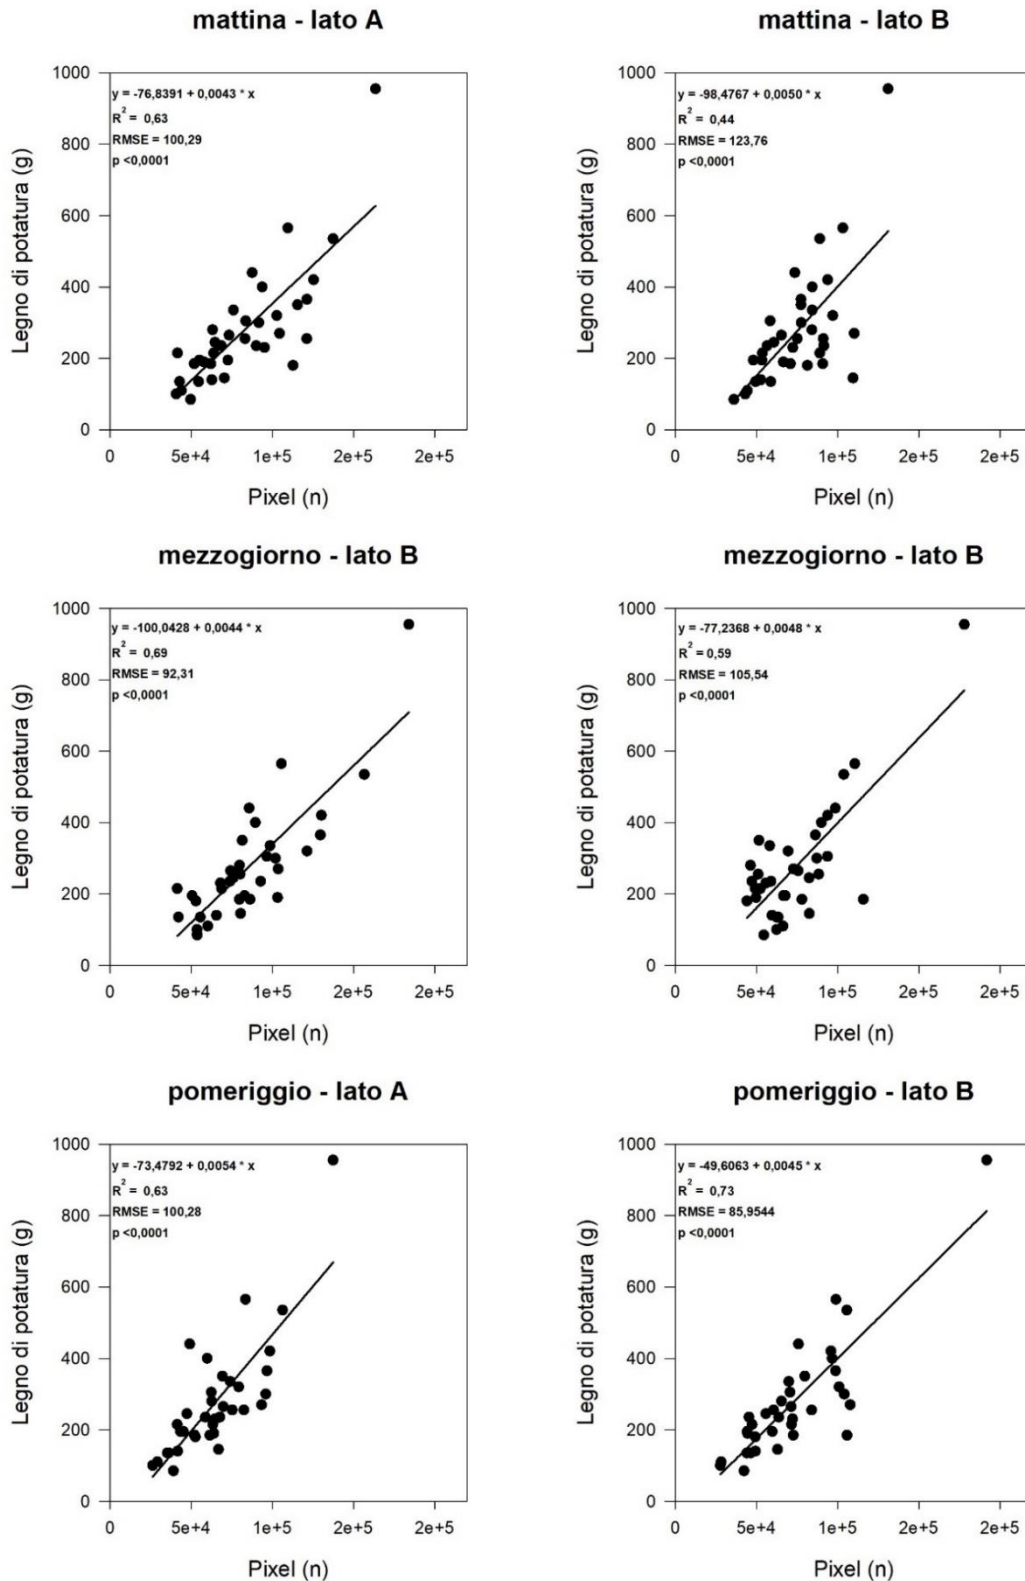 mattina - lato A
y = -76,8391 + 0,0043 * x
R2 = 0,63
RMSE = 100,29
p <0,0001
1000
800
600
400
200
0
Legno di potatura (g)
0 5e+4 1e+5 2e+5 2e+5
Pixel (n)
mattina - lato B
y = -98,4767 + 0,0050 * x
R2 = 0,44
RMSE = 123,76
p <0,0001
1000
800
600
400
200
0
Legno di potatura (g)
0 5e+4 1e+5 2e+5 2e+5
Pixel (n)
mezzogiorno - lato B
y = -100,0428 + 0,0044 * x
R2 = 0,69
RMSE = 92,31
p <0,0001
1000
800
600
400
200
0
Legno di potatura (g)
0 5e+4 1e+5 2e+5 2e+5
Pixel (n)
mezzogiorno - lato B
y = -77,2368 + 0,0048 * x
R2 = 0,59
RMSE = 105,54
p <0,0001
1000
800
600
400
200
0
Legno di potatura (g)
0 5e+4 1e+5 2e+5 2e+5
Pixel (n)
pomeriggio - lato A
y = -73,4792 + 0,0054 * x
R2 = 0,63
RMSE = 100,28
p <0,0001
1000
800
600
400
200
0
Legno di potatura (g)
0 5e+4 1e+5 2e+5 2e+5
Pixel (n)
pomeriggio - lato B
y = -49,6063 + 0,0045 * x
R2 = 0,73
RMSE = 85,9544
p <0,0001
1000
800
600
400
200
0
Legno di potatura (g)
0 5e+4 1e+5 2e+5 2e+5
Pixel (n)